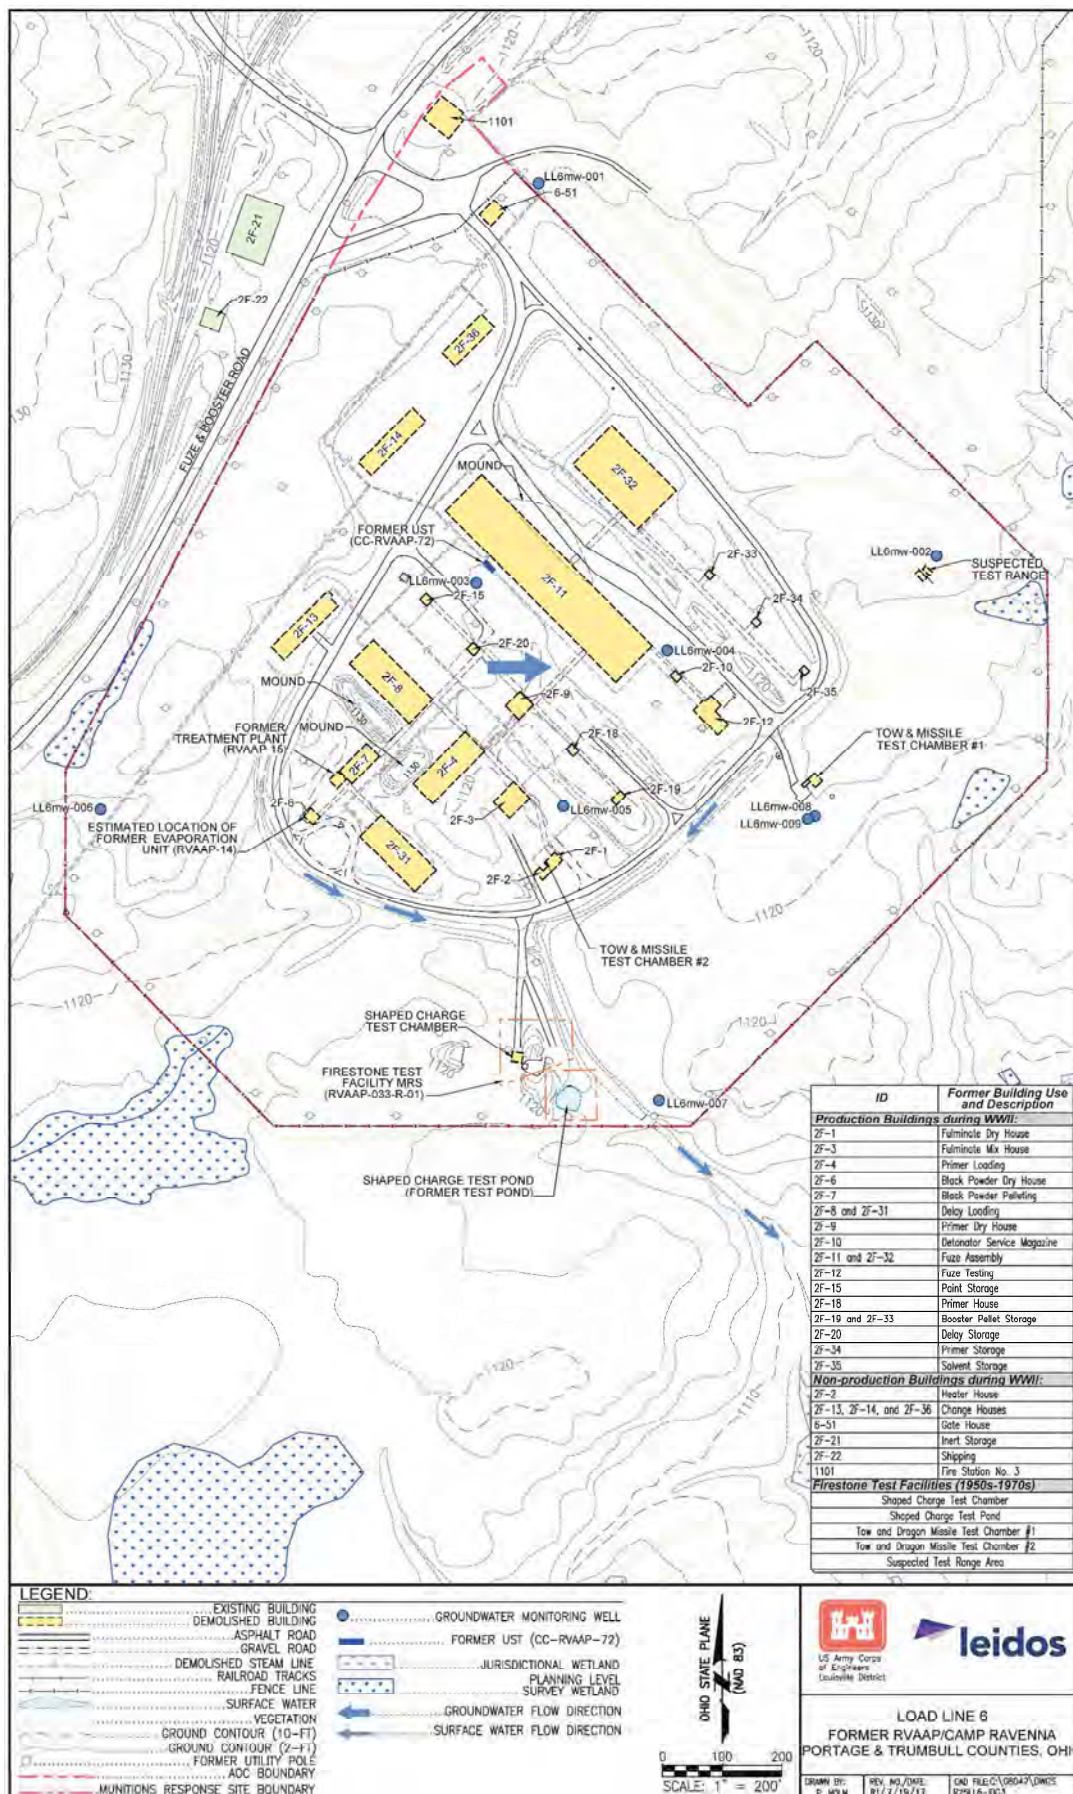 1120
1120
1101
LL6mw-001
6-51
2F-21
1120
2F-22
1130
2F-36
1130
130
FUZE & BOOSTER ROAD
2F-14
MOUND
2F-32
FORMER UST
(CC-RVAAP-72)
LL6mw-003
2F-15
2F-11
2F-33
LL6mw-002
SUSPECTED
TEST RANGE
2F-34
2F-13
2F-20
LL6mw-004
2F-10
2F-8
MOUND
1130
2F-9
1120
2F-35
2F-12
FORMER
TREATMENT PLANT
(RVAAP-15)
MOUND
2F-7
1130
2F-4
1120
2F-18
TOW & MISSILE
TEST CHAMBER #1
2F-6
2F-3
2F-19
LL6mw-005
LL6mw-006
LL6mw-008
LL6mw-009
ESTIMATED LOCATION OF
FORMER EVAPORATION
UNIT (RVAAP-14)
2F-31
2F-1
2F-2
1120
TOW & MISSILE
TEST CHAMBER #2
1120
1120
SHAPED CHARGE
TEST CHAMBER
FIRESTONE TEST
FACILITY MRS
(RVAAP-033-R-01)
1120
LL6mw-007
SHAPED CHARGE TEST POND
(FORMER TEST POND)
1120
1110
ID Former Building Use and Description
Production Buildings during WWII:
2F-1 Fulminate Dry House
2F-3 Fulminate Mix House
2F-4 Primer Loading
2F-6 Black Powder Dry House
2F-7 Black Powder Pelleting
2F-8 and 2F-31 Delay Loading
2F-9 Primer Dry House
2F-10 Detonator Service Magazine
2F-11 and 2F-32 Fuze Assembly
2F-12 Fuze Testing
2F-15 Paint Storage
2F-18 Primer House
2F-19 and 2F-33 Booster Pellet Storage
2F-20 Delay Storage
2F-34 Primer Storage
2F-35 Solvent Storage
Non-production Buildings during WWII:
2F-2 Heater House
2F-13, 2F-14, and 2F-36 Change Houses
6-51 Gate House
2F-21 Inert Storage
2F-22 Shipping
1101 Fire Station No. 3
Firestone Test Facilities (1950s-1970s)
Shaped Charge Test Chamber
Shaped Charge Test Pond
Tow and Dragon Missile Test Chamber #1
Tow and Dragon Missile Test Chamber #2
Suspected Test Range Area
LEGEND:
EXISTING BUILDING
DEMOLISHED BUILDING
ASPHALT ROAD
GRAVEL ROAD
DEMOLISHED STEAM LINE
RAILROAD TRACKS
FENCE LINE
SURFACE WATER
VEGETATION
GROUND CONTOUR (10-FT)
GROUND CONTOUR (2-FT)
FORMER UTILITY POLE
AOC BOUNDARY
MUNITIONS RESPONSE SITE BOUNDARY
GROUNDWATER MONITORING WELL
FORMER UST (CC-RVAAP-72)
JURISDICTIONAL WETLAND
PLANNING LEVEL
SURVEY WETLAND
GROUNDWATER FLOW DIRECTION
SURFACE WATER FLOW DIRECTION
OHIO STATE PLANE
(NAD 83)
0 100 200
SCALE: 1" = 200'
US Army Corps
of Engineers
Louisville District
leidos
LOAD LINE 6
FORMER RVAAP/CAMP RAVENNA
PORTAGE & TRUMBULL COUNTIES, OHI
DRAWN BY:
P. HOLM
REV. NO./DATE: